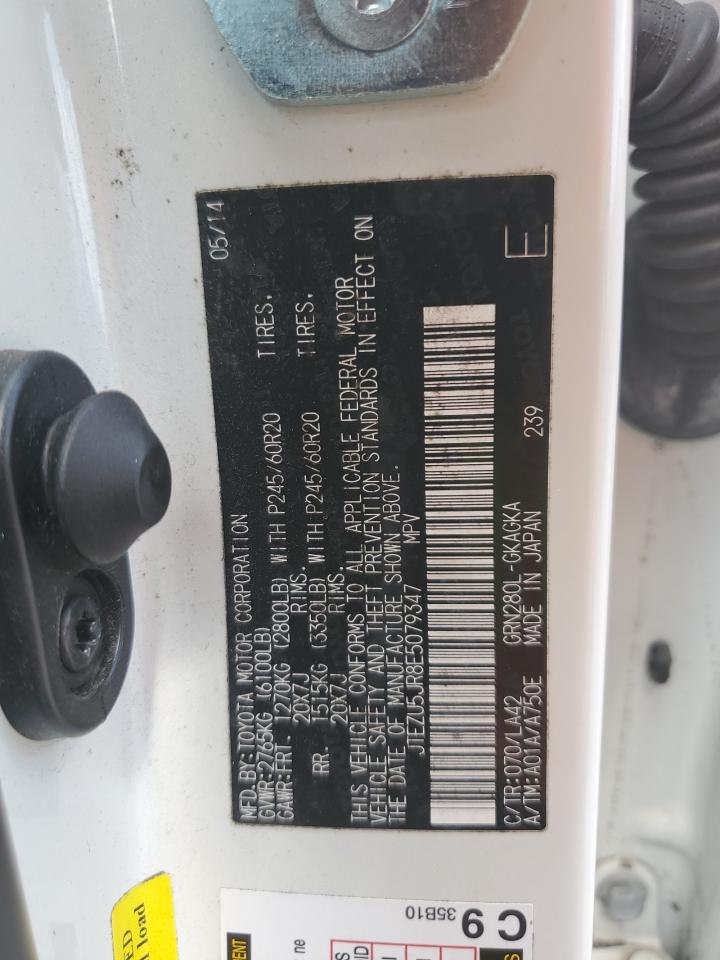 MFD.BY:TOYOTA MOTOR CORPORATION 05/14
GVWR:2765KG (6100LB)
GAWR:FRT. 1270KG (2800LB) WITH P245/60R20 TIRES,
20X7J RIMS.
RR. 1515KG (3350LB) WITH P245/60R20 TIRES,
20X7J RIMS.
THIS VEHICLE CONFORMS TO ALL APPLICABLE FEDERAL MOTOR
VEHICLE SAFETY AND THEFT PREVENTION STANDARDS IN EFFECT ON
THE DATE OF MANUFACTURE SHOWN ABOVE.
JTEZU5JR8E5079347 MPV
C/TR:070/LA42 GRN280L-GKAGKA
A/TM:A01A/A750E MADE IN JAPAN 239 E
C 9
35B10
ne
load